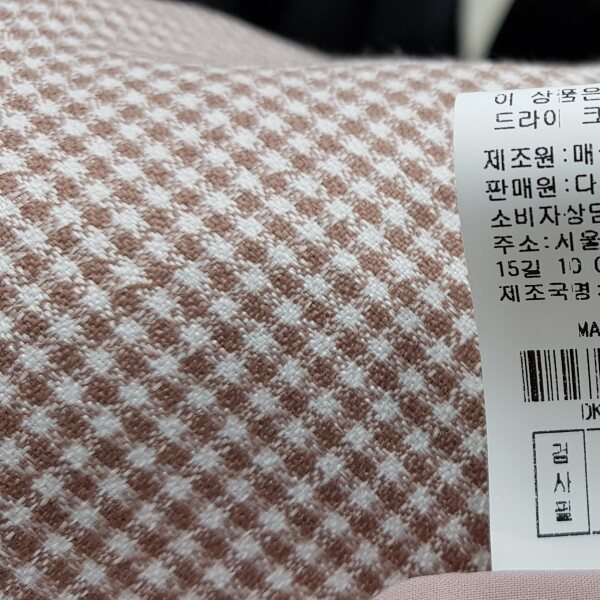 이 상품은
드라이 크
제조원:매
판매원:다
소비자상담
주소:서울
15길 10
제조국명:
MA
DK
검사필